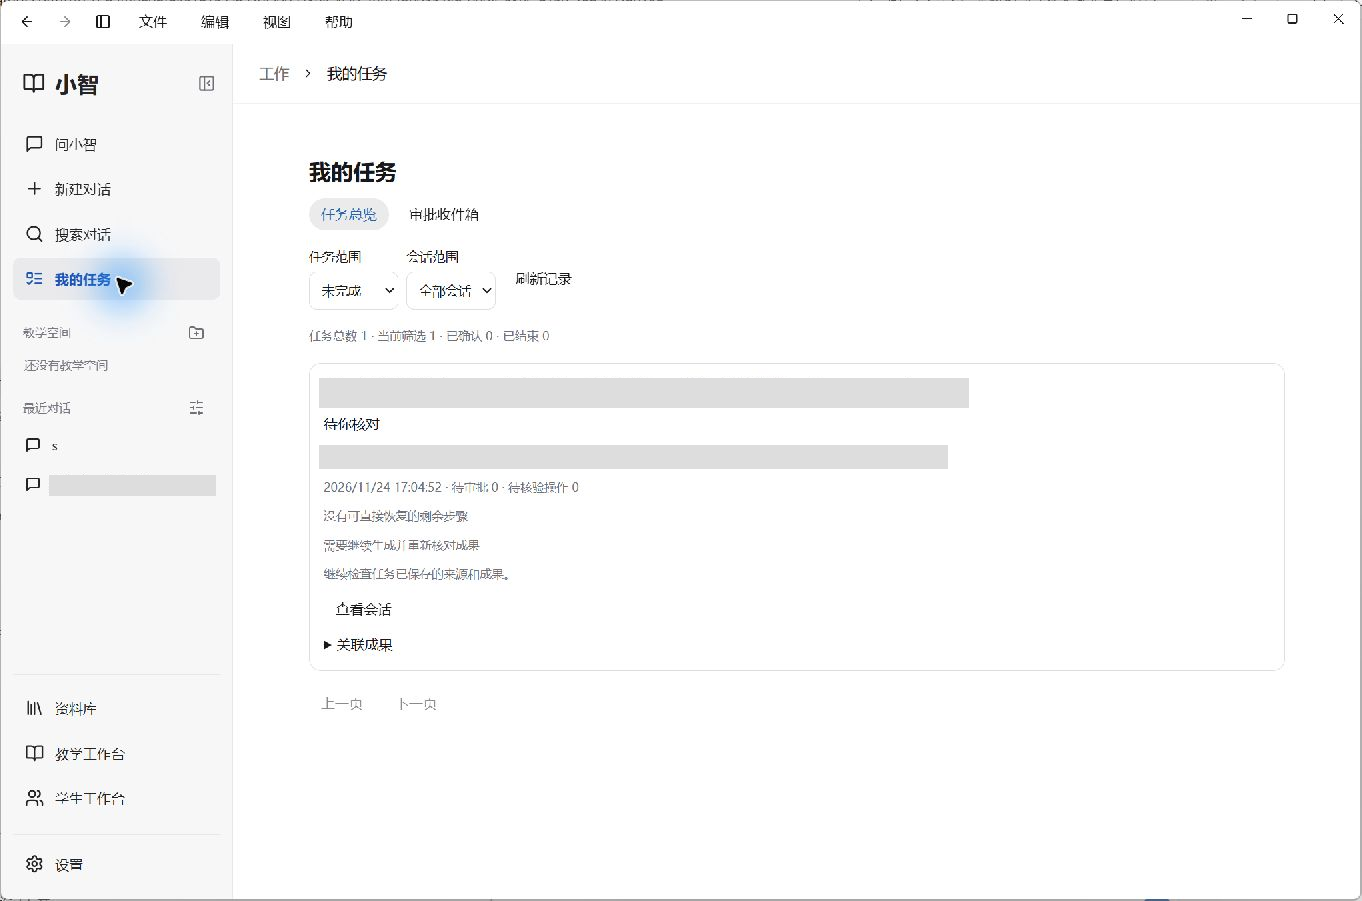 文件 编辑 视图 帮助
小智
问小智
新建对话
搜索对话
我的任务
教学空间
还没有教学空间
最近对话
s
资料库
教学工作台
学生工作台
设置
工作 > 我的任务
我的任务
任务总览 审批收件箱
任务范围 会话范围
未完成 全部会话 刷新记录
任务总数 1 · 当前筛选 1 · 已确认 0 · 已结束 0
待你核对
2026/11/24 17:04:52 · 待审批 0 · 待核验操作 0
没有可直接恢复的剩余步骤
需要继续生成并重新核对成果
继续检查任务已保存的来源和成果。
查看会话
关联成果
上一页 下一页